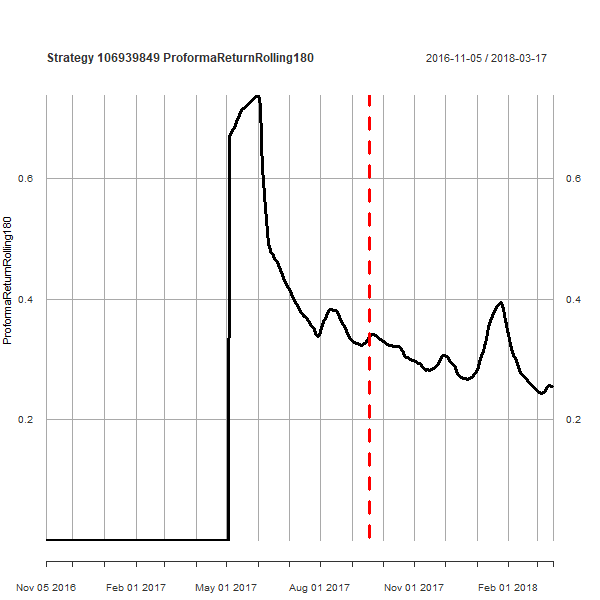 Strategy 106939849 ProformaReturnRolling180
2016-11-05 / 2018-03-17
ProformaReturnRolling180
0.6
0.4
0.2
0.6
0.4
0.2
Nov 05 2016
Feb 01 2017
May 01 2017
Aug 01 2017
Nov 01 2017
Feb 01 2018